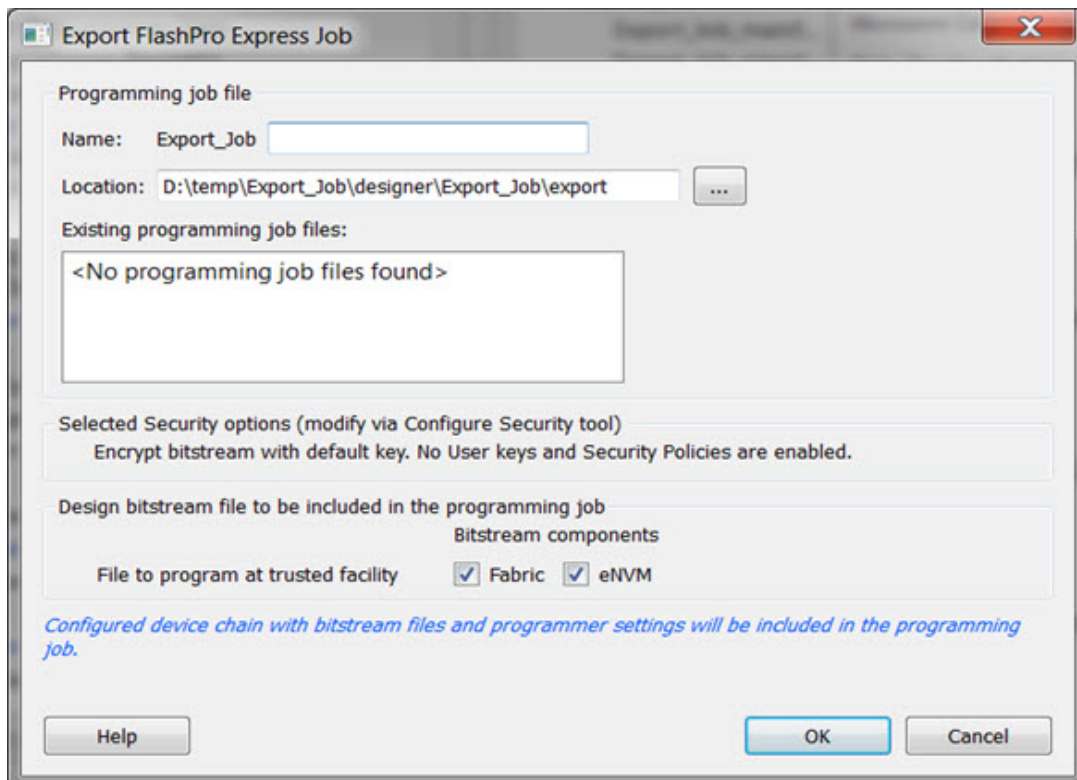 Export FlashPro Express Job
Programming job file
Name: Export_Job
Location: D:\temp\Export_Job\designer\Export_Job\export ...
Existing programming job files:
<No programming job files found>
Selected Security options (modify via Configure Security tool)
Encrypt bitstream with default key. No User keys and Security Policies are enabled.
Design bitstream file to be included in the programming job
Bitstream components
File to program at trusted facility Fabric eNVM
Configured device chain with bitstream files and programmer settings will be included in the programming
job.
Help OK Cancel